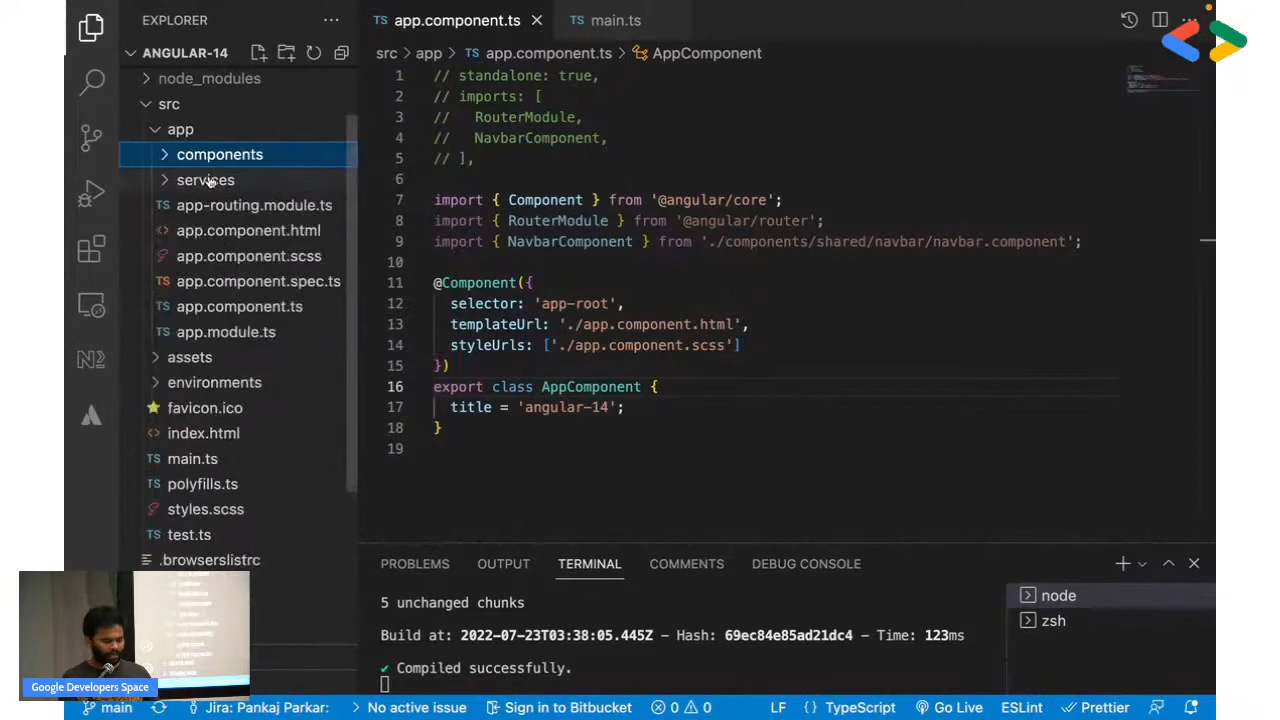 EXPLORER
ANGULAR-14
node_modules
src
app
components
services
app-routing.module.ts
app.component.html
app.component.scss
app.component.spec.ts
app.component.ts
app.module.ts
assets
environments
favicon.ico
index.html
main.ts
polyfills.ts
styles.scss
test.ts
.browserslistrc
TS app.component.ts
TS main.ts
src > app > TS app.component.ts > AppComponent
1 // standalone: true,
2 // imports: [
3 //   RouterModule,
4 //   NavbarComponent,
5 // ],
6
7 import { Component } from '@angular/core';
8 import { RouterModule } from '@angular/router';
9 import { NavbarComponent } from './components/shared/navbar/navbar.component';
10
11 @Component({
12   selector: 'app-root',
13   templateUrl: './app.component.html',
14   styleUrls: ['./app.component.scss']
15 })
16 export class AppComponent {
17   title = 'angular-14';
18 }
19
PROBLEMS OUTPUT TERMINAL COMMENTS DEBUG CONSOLE
5 unchanged chunks
Build at: 2022-07-23T03:38:05.445Z - Hash: 69ec84e85ad21dc4 - Time: 123ms
✔ Compiled successfully.
node
zsh
Google Developers Space
main Jira: Pankaj Parkar: No active issue Sign in to Bitbucket 0 0 LF {} TypeScript Go Live ESLint Prettier